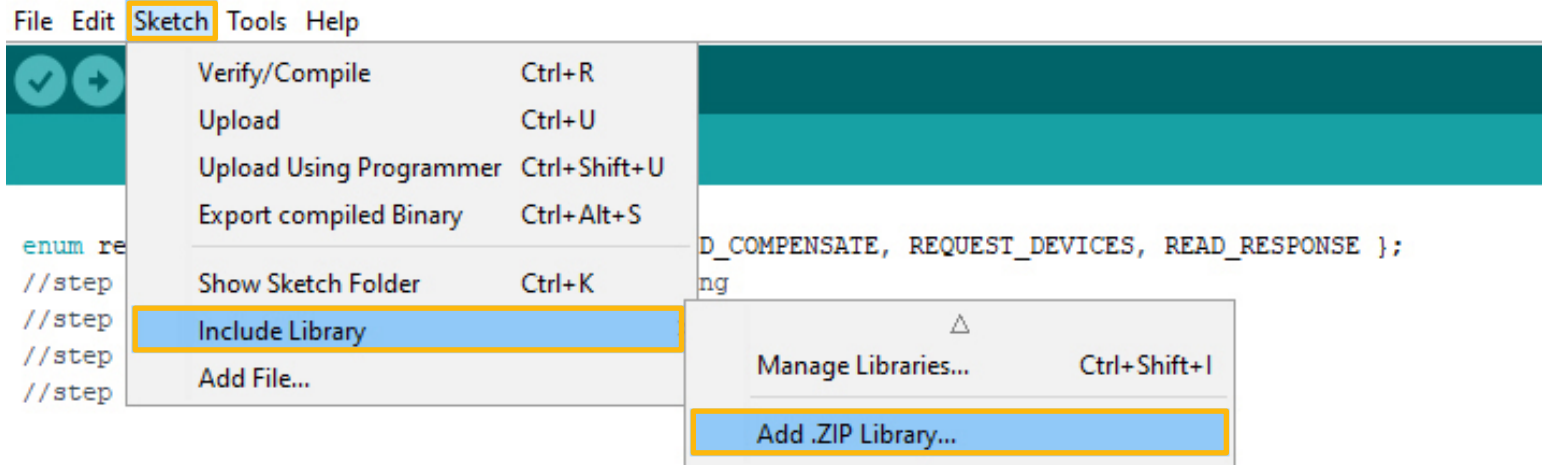 File Edit Sketch Tools Help
Verify/Compile Ctrl+R
Upload Ctrl+U
Upload Using Programmer Ctrl+Shift+U
Export compiled Binary Ctrl+Alt+S
enum re D_COMPENSATE, REQUEST_DEVICES, READ_RESPONSE };
//step Show Sketch Folder Ctrl+K ng
//step Include Library
Manage Libraries... Ctrl+Shift+I
//step
Add File...
//step
Add .ZIP Library...